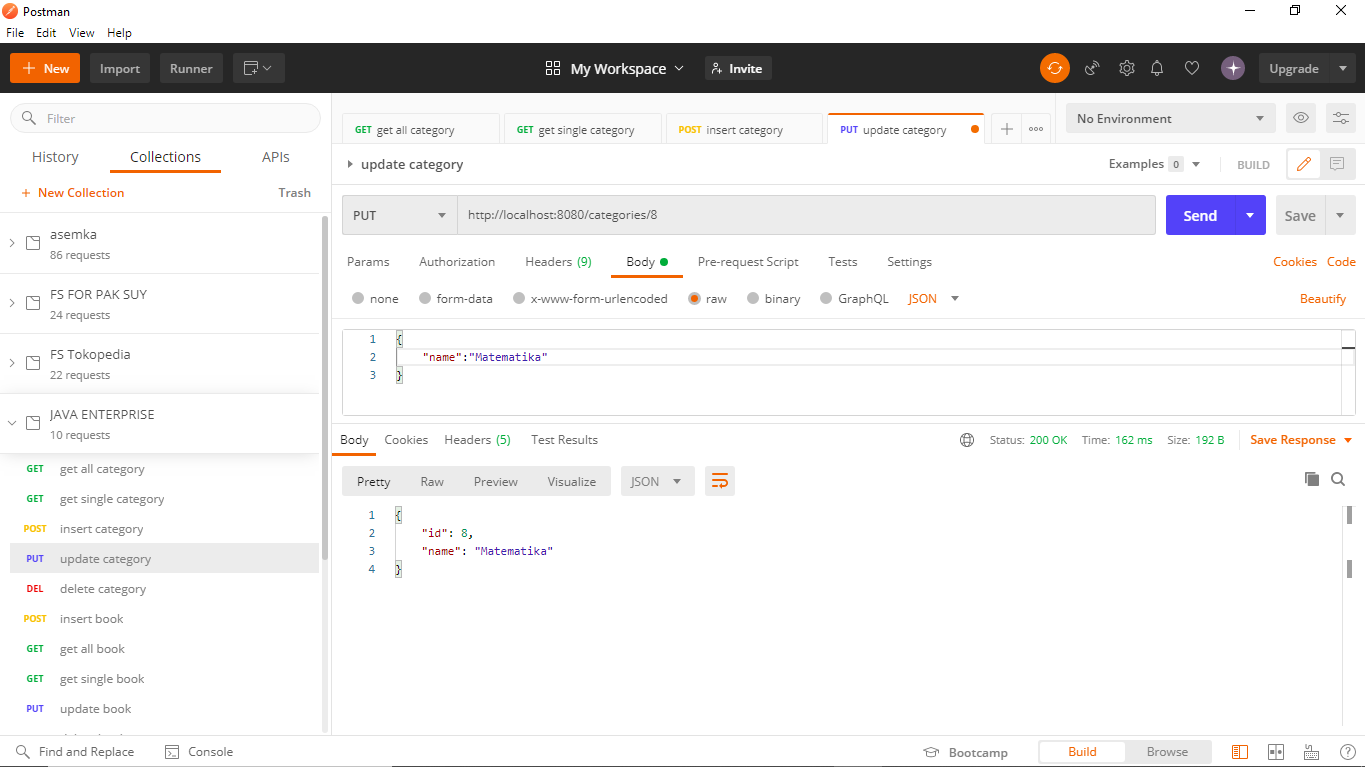 Postman
File Edit View Help
New Import Runner My Workspace Invite Upgrade
Filter
History Collections APIs
New Collection Trash
asemka
86 requests
FS FOR PAK SUY
24 requests
FS Tokopedia
22 requests
JAVA ENTERPRISE
10 requests
GET get all category
GET get single category
POST insert category
PUT update category
DEL delete category
POST insert book
GET get all book
GET get single book
PUT update book
GET get all category GET get single category POST insert category PUT update category No Environment
update category Examples 0 BUILD
PUT http://localhost:8080/categories/8 Send Save
Params Authorization Headers (9) Body Pre-request Script Tests Settings Cookies Code
none form-data x-www-form-urlencoded raw binary GraphQL JSON Beautify
1 {
2 "name":"Matematika"
3 }
Body Cookies Headers (5) Test Results Status: 200 OK Time: 162 ms Size: 192 B Save Response
Pretty Raw Preview Visualize JSON
1 {
2 "id": 8,
3 "name": "Matematika"
4 }
Find and Replace Console Bootcamp Build Browse